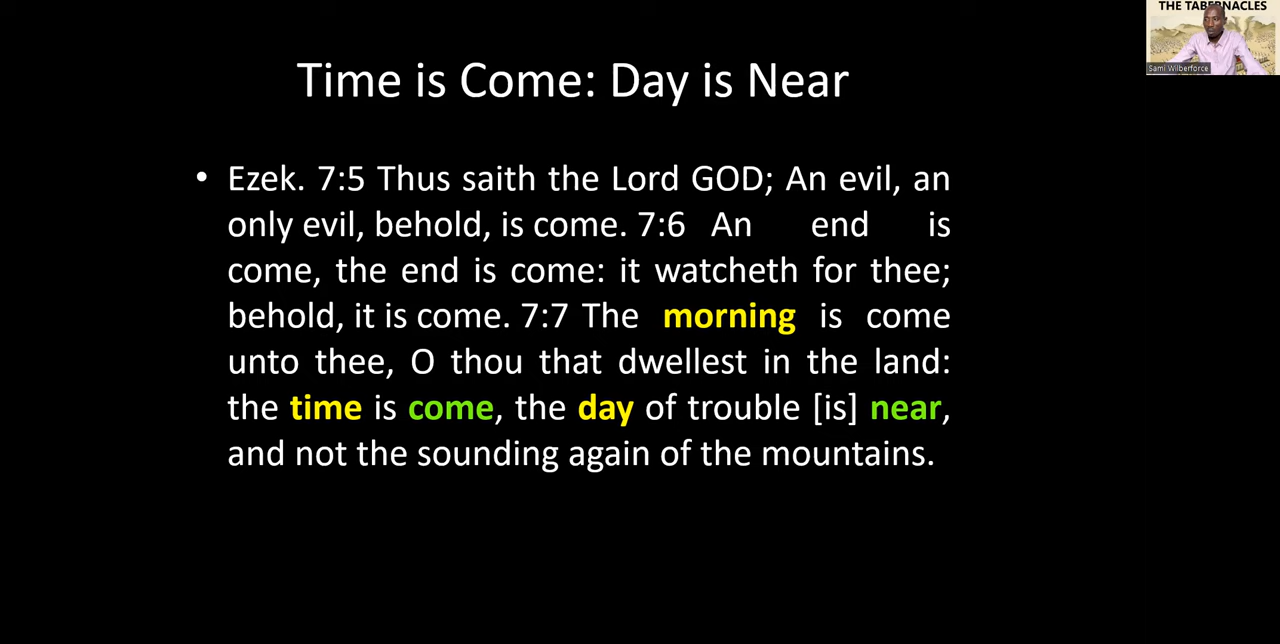 THE TABERNACLES
Sami Wilberforce
Time is Come: Day is Near
• Ezek. 7:5 Thus saith the Lord GOD; An evil, an
only evil, behold, is come. 7:6 An end is
come, the end is come: it watcheth for thee;
behold, it is come. 7:7 The morning is come
unto thee, O thou that dwellest in the land:
the time is come, the day of trouble [is] near,
and not the sounding again of the mountains.